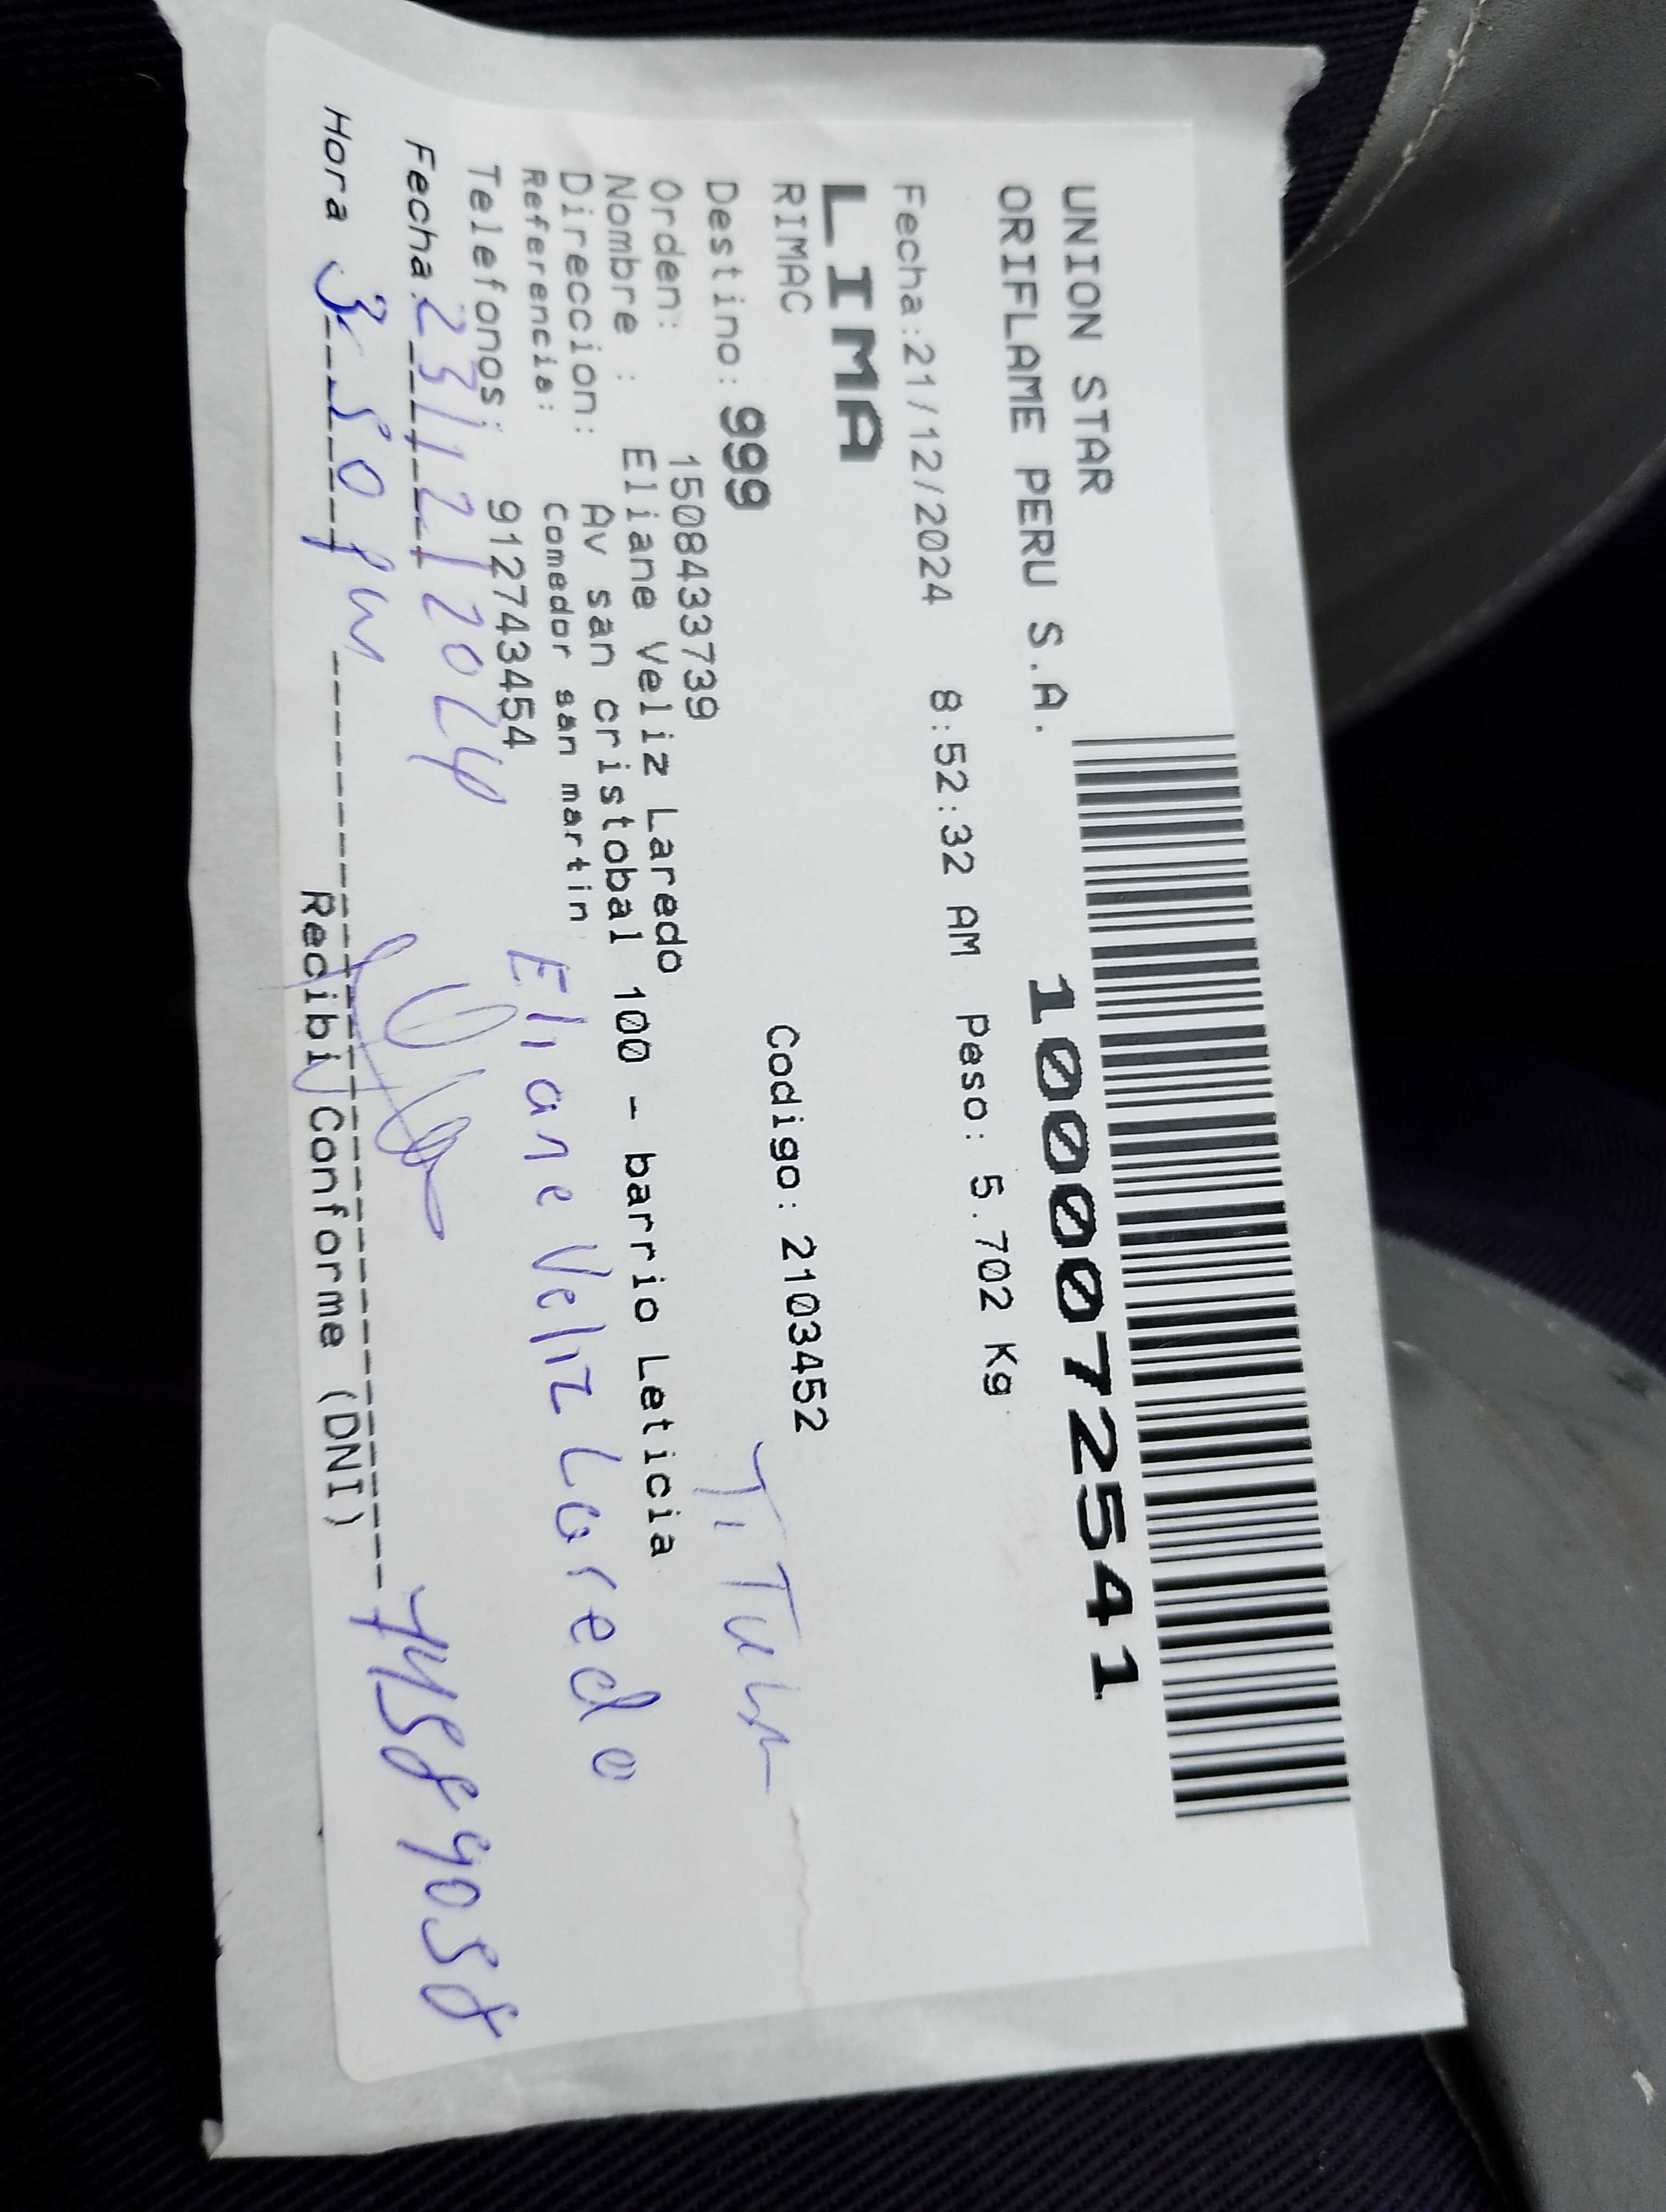 UNION STAR
ORIFLAME PERU S.A.
10000072541
Fecha:21/12/2024 8:52:32 AM Peso: 5.702 Kg
LIMA
RIMAC
Codigo: 2103452
Destino: 999
Orden: 1508433739
Nombre : Eliane Veliz Laredo
Direccion: Av san cristobal 100 - barrio Leticia
Referencia: Comedor san martin
Telefonos: 912743454
Eliane Veliz Laredo
Fecha: 23/12/2024
Hora 3:50 pm
Recibi Conforme (DNI)